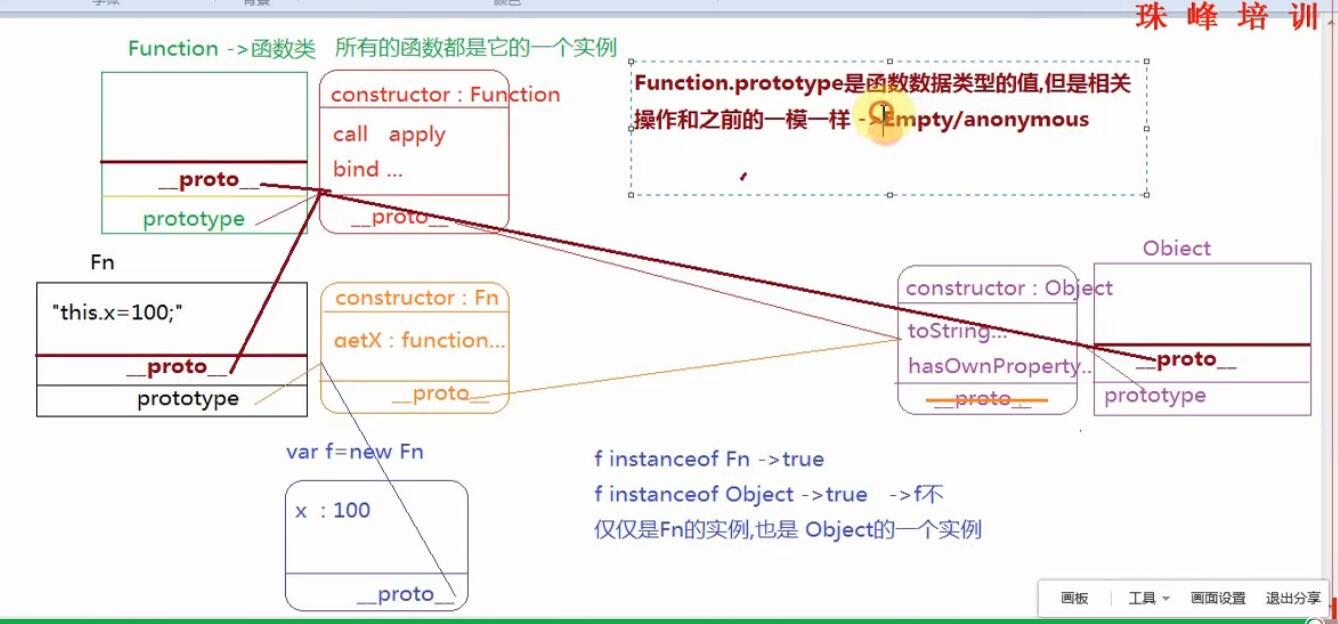 字体
背景
颜色
珠 峰 培 训
Function ->函数类 所有的函数都是它的一个实例
constructor : Function
call apply
bind ...
__proto__
__proto__
prototype
Function.prototype是函数数据类型的值,但是相关
操作和之前的一模一样 ->Empty/anonymous
Fn
"this.x=100;"
__proto__
prototype
constructor : Fn
getX : function...
__proto__
Object
constructor : Object
toString...
hasOwnProperty..
__proto__
__proto__
prototype
var f=new Fn
x : 100
__proto__
f instanceof Fn ->true
f instanceof Object ->true ->f不
仅仅是Fn的实例,也是 Object的一个实例
画板
工具
画面设置
退出分享